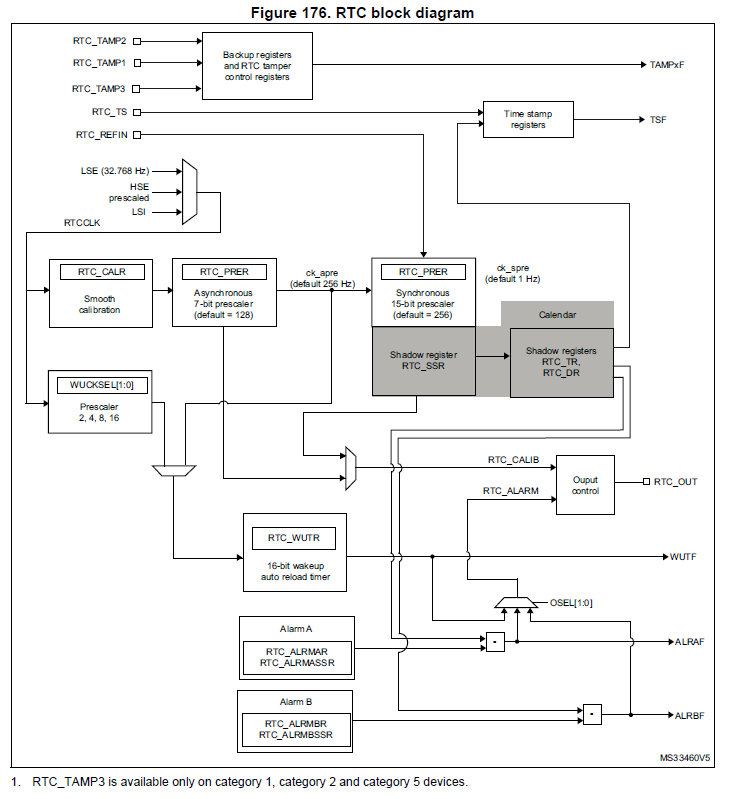 Figure 176. RTC block diagram
RTC_TAMP2
RTC_TAMP1
RTC_TAMP3
Backup registers
and RTC tamper
control registers
TAMPxF
RTC_TS
Time stamp
registers
TSF
RTC_REFIN
LSE (32.768 Hz)
HSE
prescaled
LSI
RTCCLK
RTC_CALR
Smooth
calibration
RTC_PRER
Asynchronous
7-bit prescaler
(default = 128)
ck_apre
(default 256 Hz)
RTC_PRER
Synchronous
15-bit prescaler
(default = 256)
ck_spre
(default 1 Hz)
Calendar
Shadow register
RTC_SSR
Shadow registers
RTC_TR,
RTC_DR
WUCKSEL[1:0]
Prescaler
2, 4, 8, 16
RTC_CALIB
RTC_ALARM
Ouput
control
RTC_OUT
RTC_WUTR
16-bit wakeup
auto reload timer
WUTF
OSEL[1:0]
Alarm A
RTC_ALRMAR
RTC_ALRMASSR
-
ALRAF
Alarm B
RTC_ALRMBR
RTC_ALRMBSSR
-
ALRBF
MS33460V5
1. RTC_TAMP3 is available only on category 1, category 2 and category 5 devices.